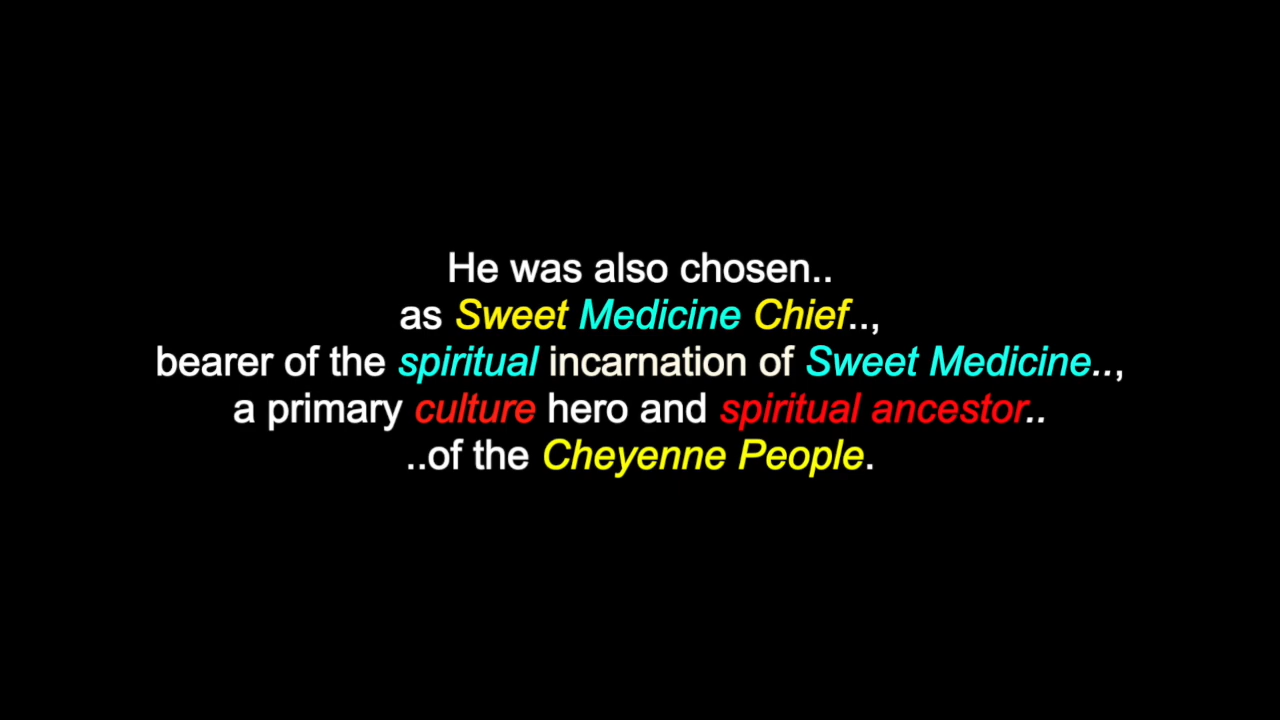 He was also chosen..
as Sweet Medicine Chief..,
bearer of the spiritual incarnation of Sweet Medicine..,
a primary culture hero and spiritual ancestor..
..of the Cheyenne People.